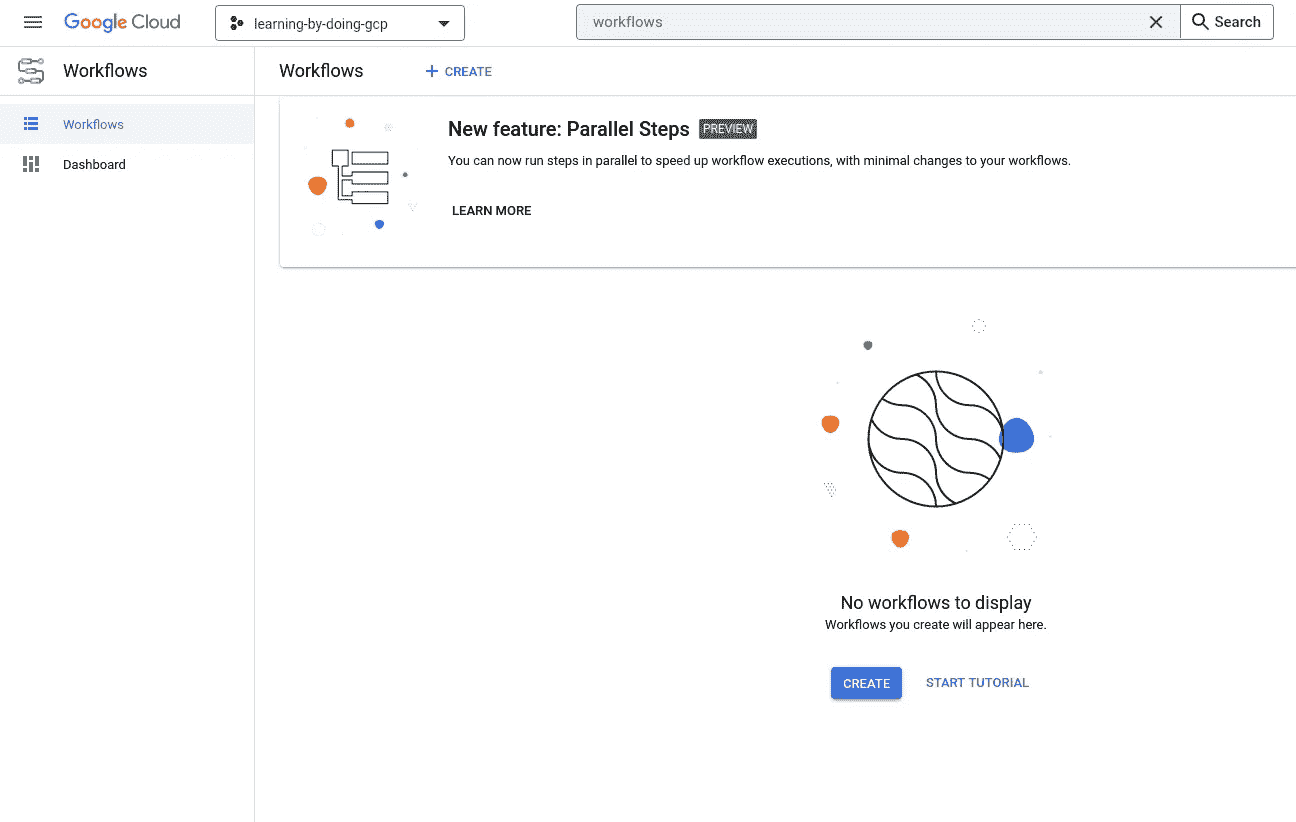 Google Cloud
learning-by-doing-gcp
workflows
Search
Workflows
Workflows
CREATE
Workflows
Dashboard
New feature: Parallel Steps PREVIEW
You can now run steps in parallel to speed up workflow executions, with minimal changes to your workflows.
LEARN MORE
No workflows to display
Workflows you create will appear here.
CREATE
START TUTORIAL